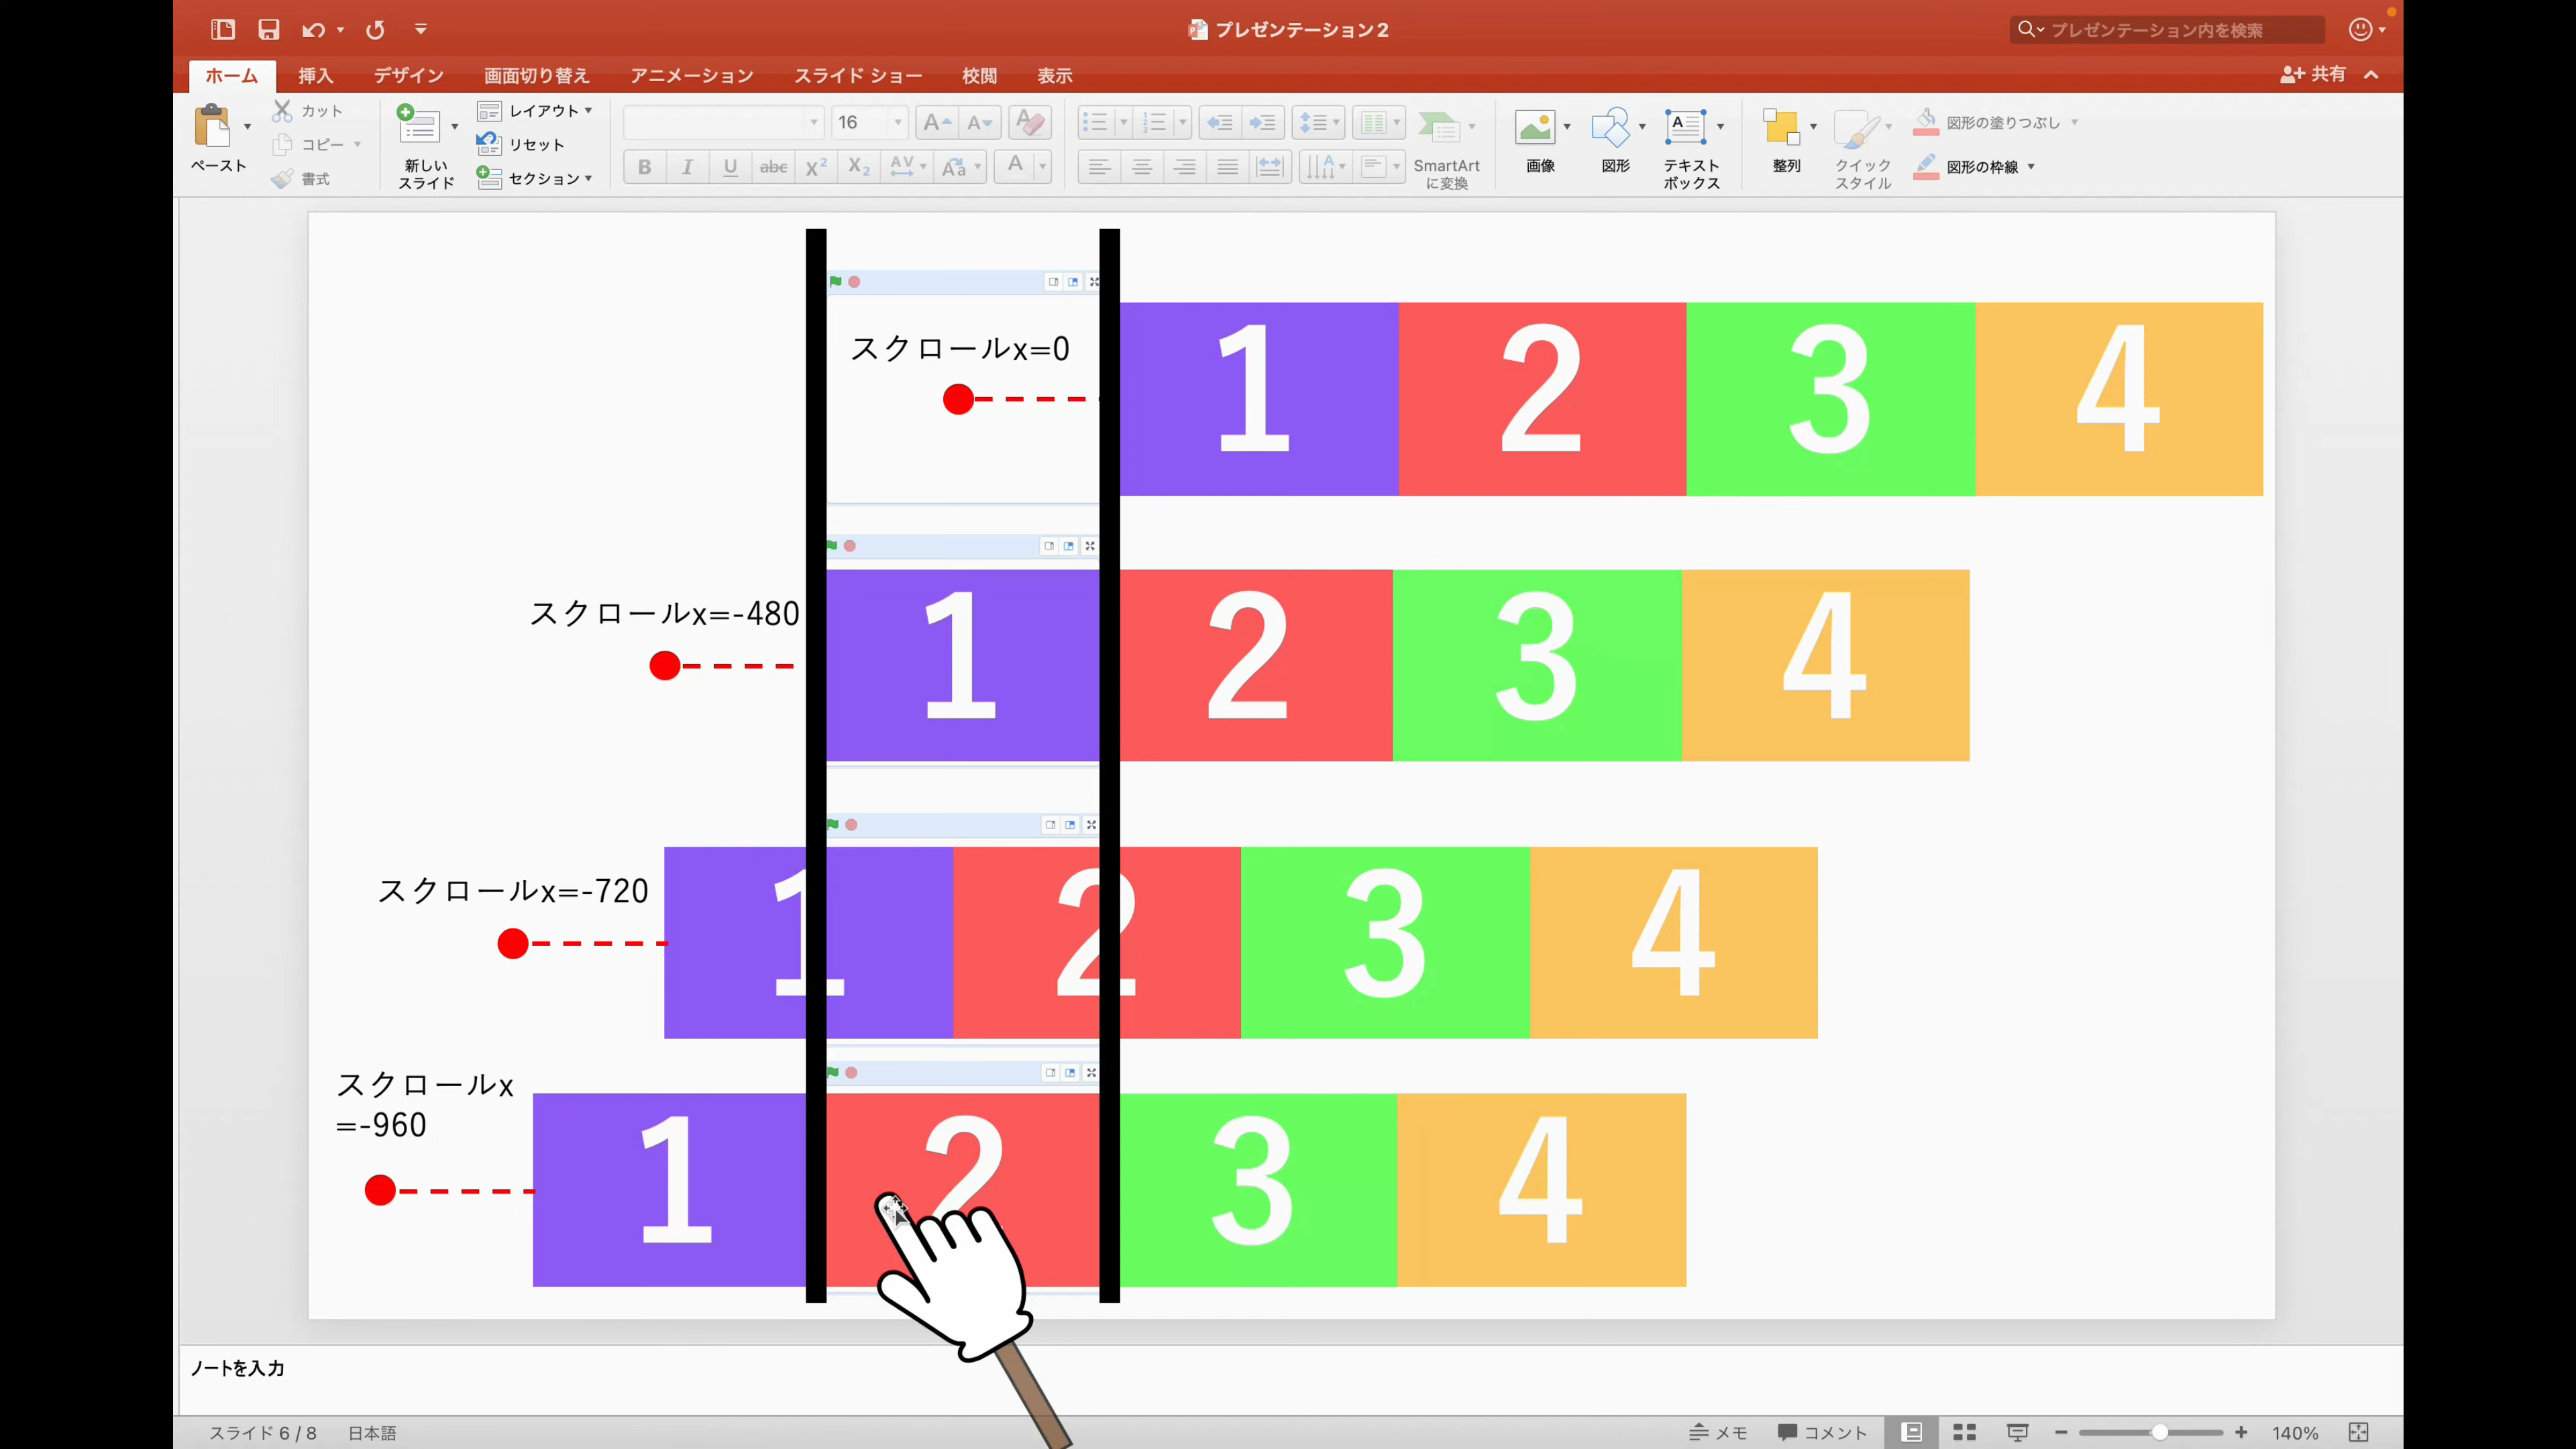 プレゼンテーション2
プレゼンテーション内を検索
ホーム 挿入 デザイン 画面切り替え アニメーション スライド ショー 校閲 表示
共有
ペースト
カット
コピー
書式
新しい
スライド
レイアウト
リセット
セクション
16
B I U abc X² X₂ AV Aa A
SmartArt
に変換
画像
図形
テキスト
ボックス
整列
クイック
スタイル
図形の塗りつぶし
図形の枠線
スクロールx=0
1 2 3 4
スクロールx=-480
1 2 3 4
スクロールx=-720
1 2 3 4
スクロールx
=-960
1 2 3 4
ノートを入力
スライド 6 / 8 日本語
メモ コメント 140%